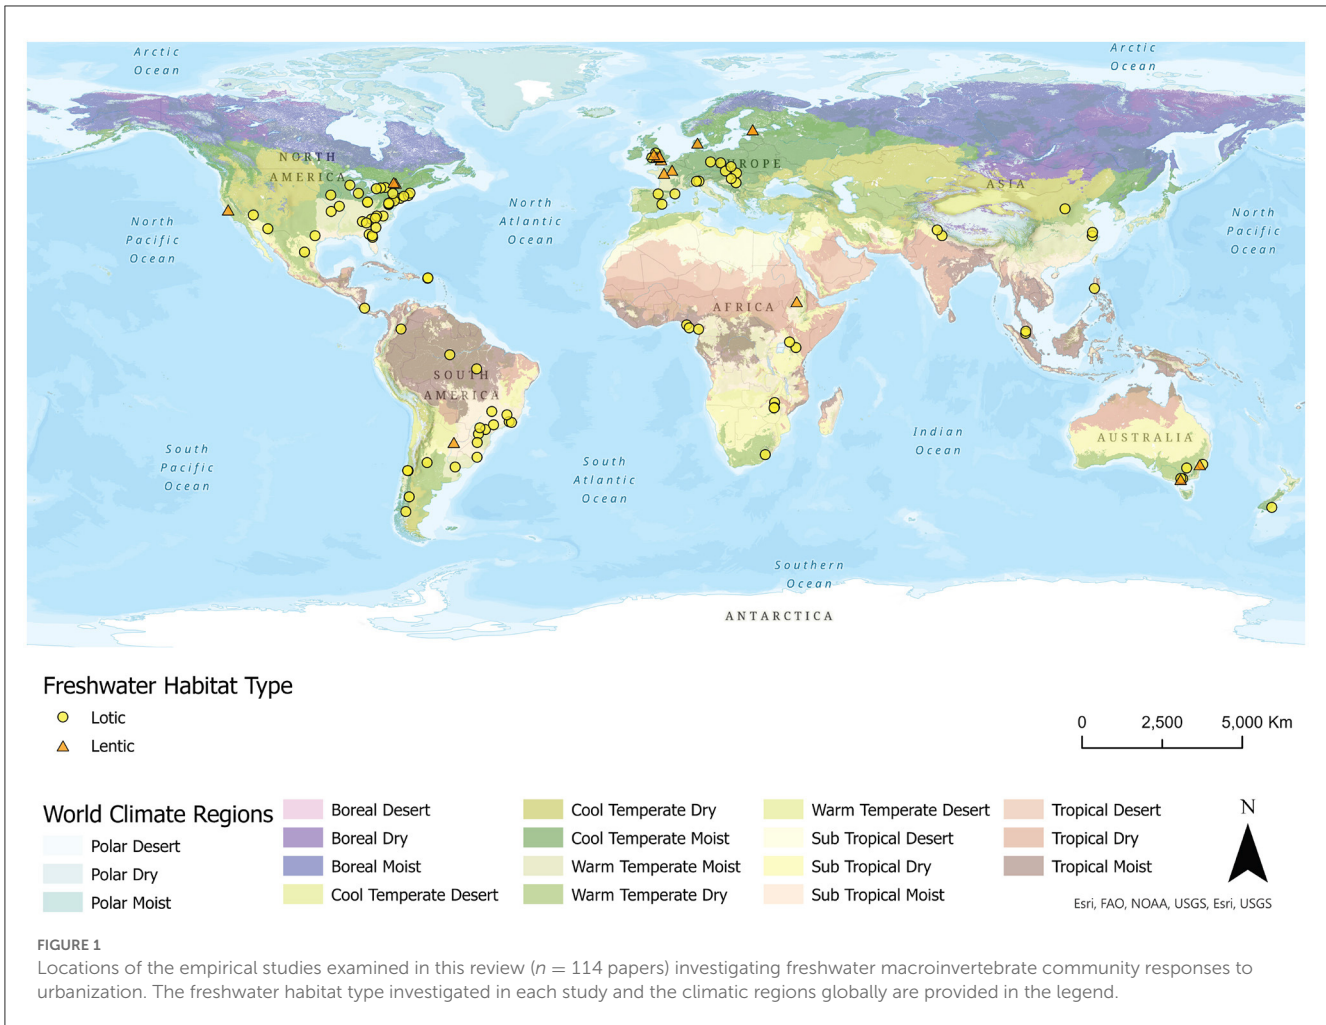 Arctic
Ocean
Arctic
Ocean
NORTH
AMERICA
EUROPE
ASIA
North
Pacific
Ocean
North
Atlantic
Ocean
North
Pacific
Ocean
AFRICA
SOUTH
AMERICA
South
Pacific
Ocean
South
Atlantic
Ocean
Indian
Ocean
AUSTRALIA
Southern
Ocean
ANTARCTICA
Freshwater Habitat Type
Lotic
Lentic
0 2,500 5,000 Km
World Climate Regions
Polar Desert
Polar Dry
Polar Moist
Boreal Desert
Boreal Dry
Boreal Moist
Cool Temperate Desert
Cool Temperate Dry
Cool Temperate Moist
Warm Temperate Moist
Warm Temperate Dry
Warm Temperate Desert
Sub Tropical Desert
Sub Tropical Dry
Sub Tropical Moist
Tropical Desert
Tropical Dry
Tropical Moist
N
Esri, FAO, NOAA, USGS, Esri, USGS
FIGURE 1
Locations of the empirical studies examined in this review (n = 114 papers) investigating freshwater macroinvertebrate community responses to
urbanization. The freshwater habitat type investigated in each study and the climatic regions globally are provided in the legend.